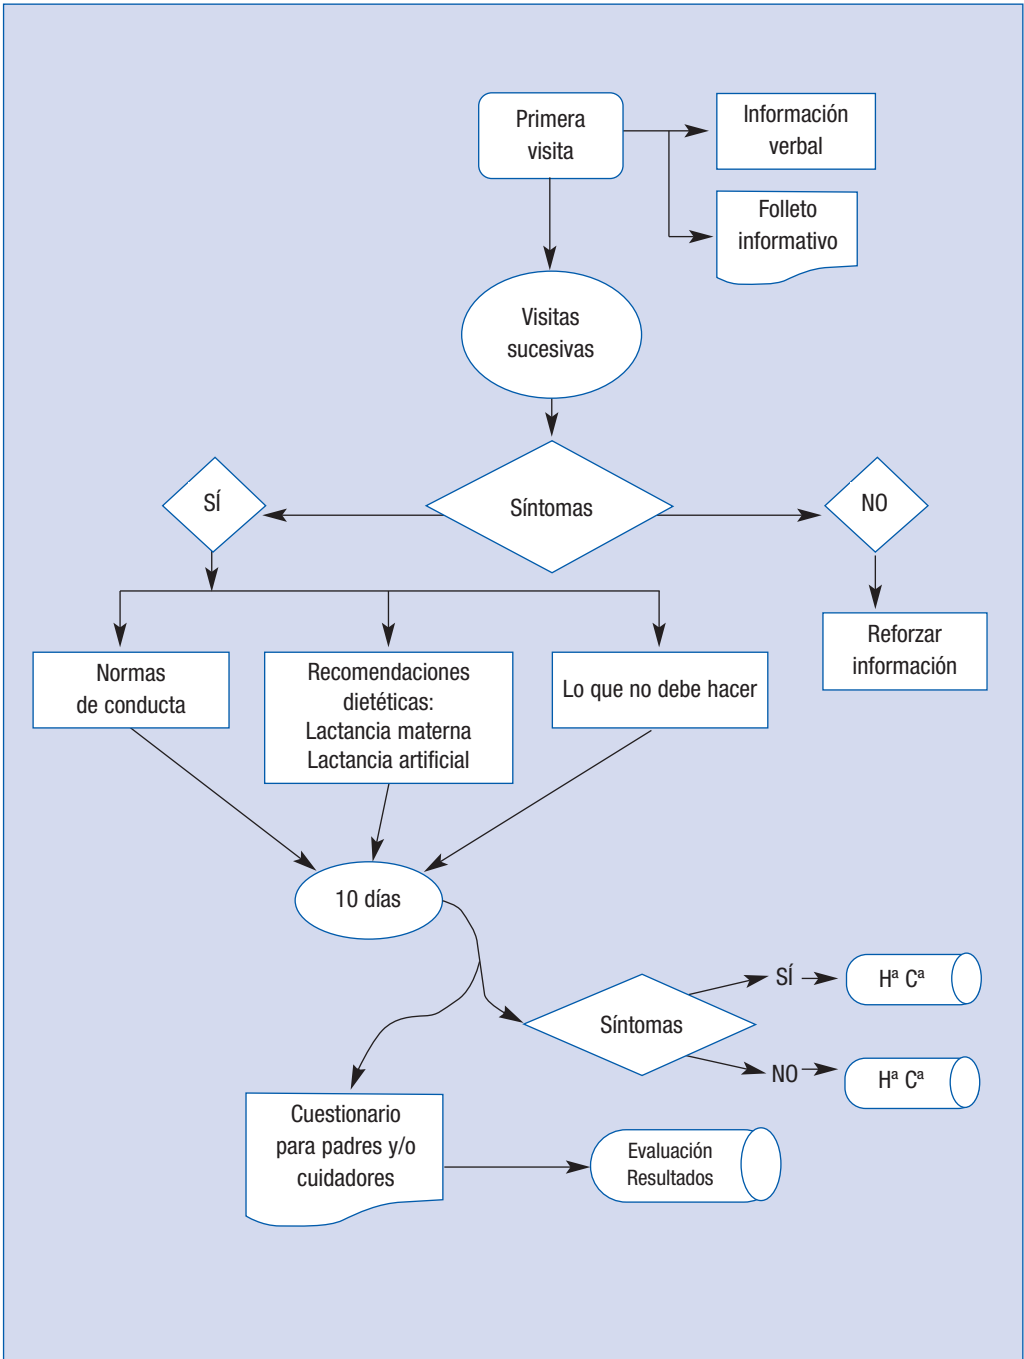 Primera
visita
Información
verbal
Folleto
informativo
Visitas
sucesivas
SÍ
Síntomas
NO
Normas
de conducta
Recomendaciones
dietéticas:
Lactancia materna
Lactancia artificial
Lo que no debe hacer
Reforzar
información
10 días
Síntomas
SÍ
Hª Cª
NO
Hª Cª
Cuestionario
para padres y/o
cuidadores
Evaluación
Resultados